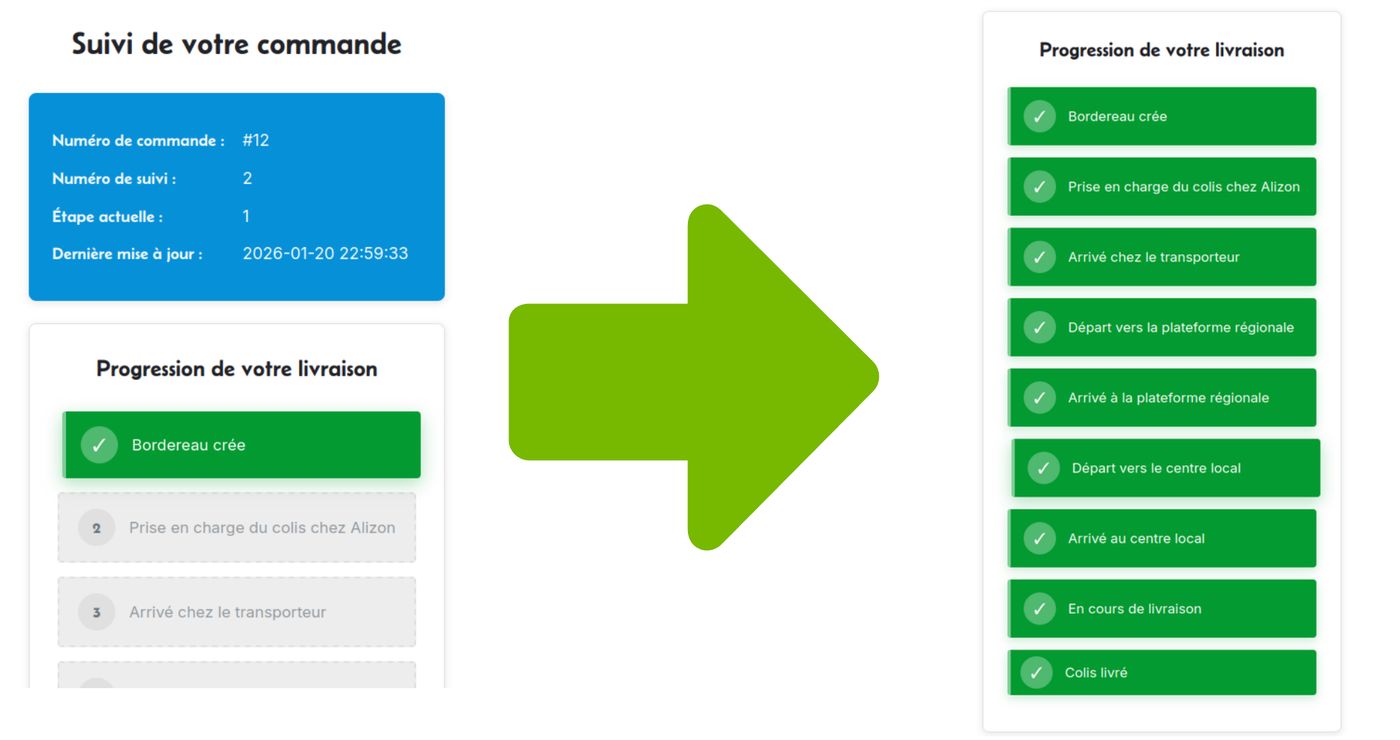 Suivi de votre commande
Numéro de commande : #12
Numéro de suivi : 2
Étape actuelle : 1
Dernière mise à jour : 2026-01-20 22:59:33
Progression de votre livraison
✓ Bordereau crée
2 Prise en charge du colis chez Alizon
3 Arrivé chez le transporteur
Progression de votre livraison
✓ Bordereau crée
✓ Prise en charge du colis chez Alizon
✓ Arrivé chez le transporteur
✓ Départ vers la plateforme régionale
✓ Arrivé à la plateforme régionale
✓ Départ vers le centre local
✓ Arrivé au centre local
✓ En cours de livraison
✓ Colis livré